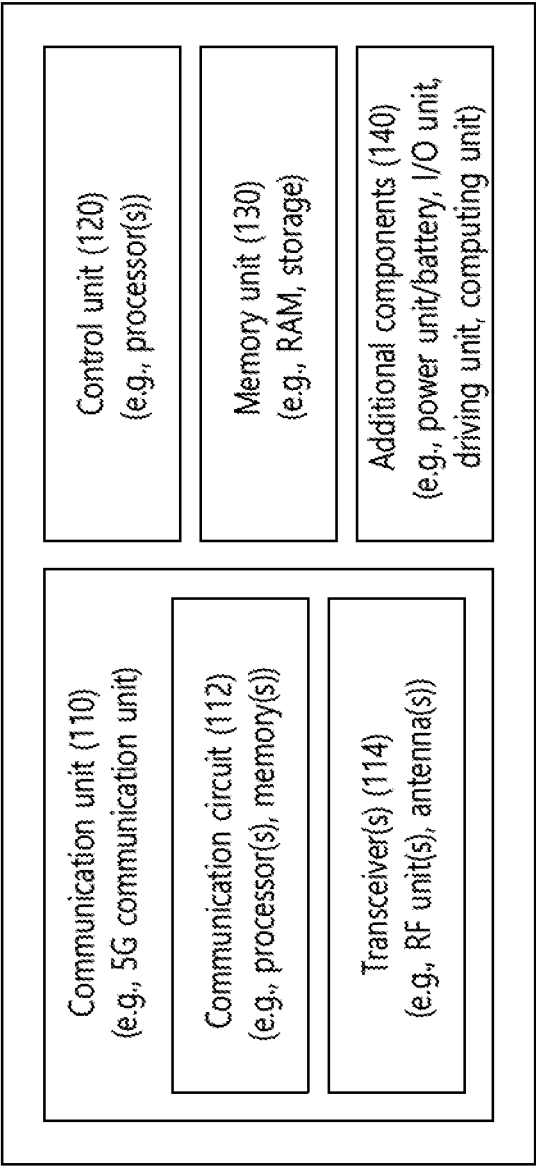 Communication unit (110)
(e.g., 5G communication unit)
Communication circuit (112)
(e.g., processor(s), memory(s))
Transceiver(s) (114)
(e.g., RF unit(s), antenna(s))
Control unit (120)
(e.g., processor(s))
Memory unit (130)
(e.g., RAM, storage)
Additional components (140)
(e.g., power unit/battery, I/O unit,
driving unit, computing unit)